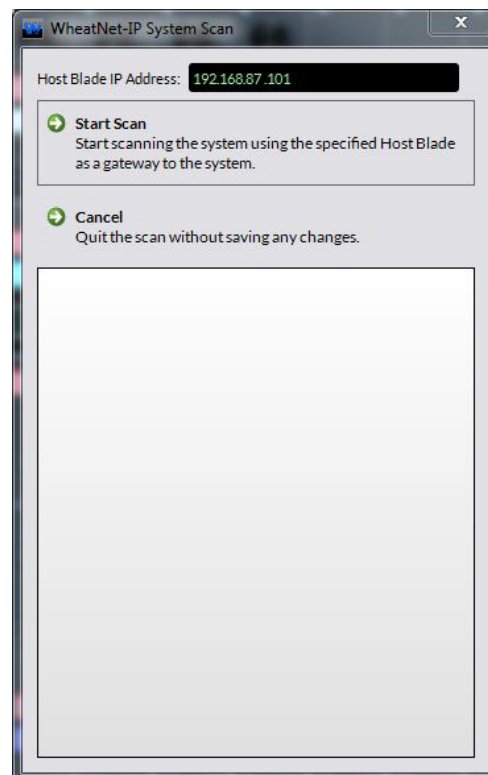 WheatNet-IP System Scan
X
Host Blade IP Address: 192.168.87.101
Start Scan
Start scanning the system using the specified Host Blade
as a gateway to the system.
Cancel
Quit the scan without saving any changes.